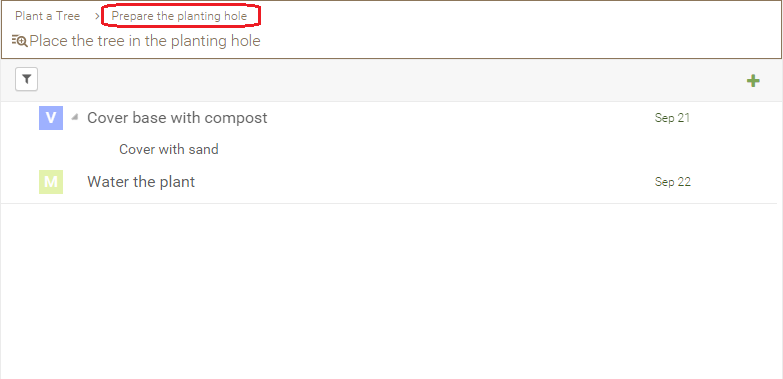 Plant a Tree > Prepare the planting hole
Place the tree in the planting hole
V Cover base with compost Sep 21
Cover with sand
M Water the plant Sep 22